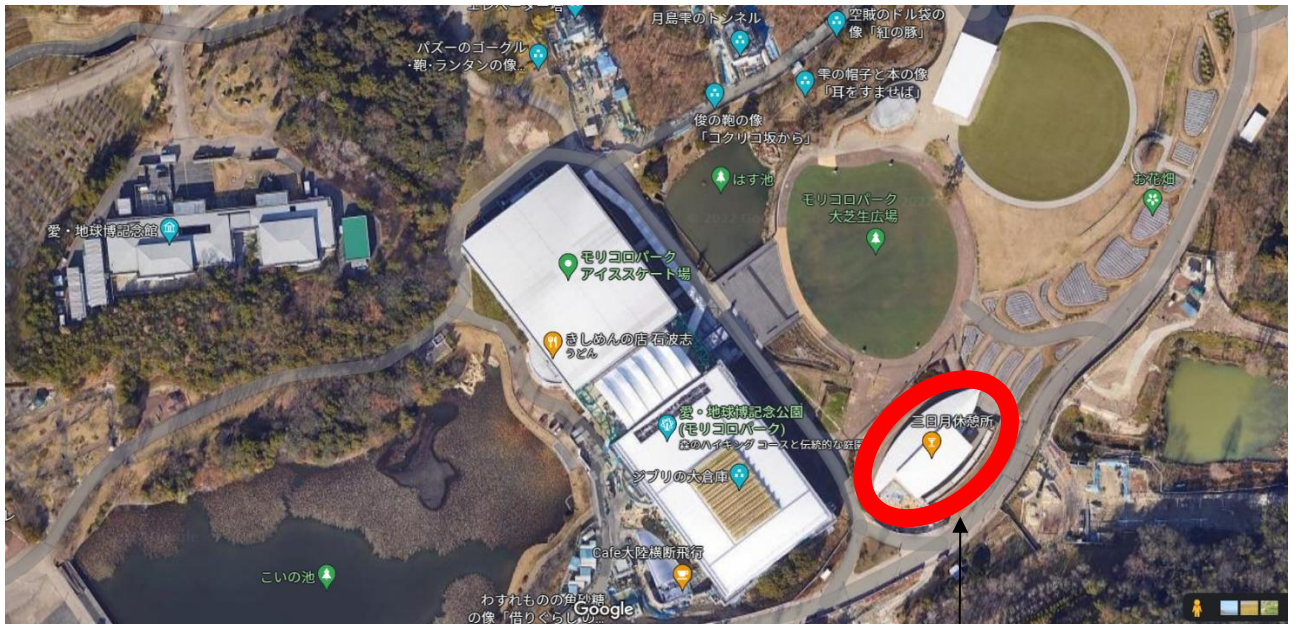 エレベーター塔
月島雫のトンネル
空賊のドル袋の
像「紅の豚」
パズーのゴーグル
・鞄・ランタンの像...
雫の帽子と本の像
「耳をすませば」
俊の鞄の像
「コクリコ坂から」
はす池
お花畑
モリコロパーク
大芝生広場
愛・地球博記念館
モリコロパーク
アイススケート場
きしめんの店 石波志
うどん
愛・地球博記念公園
(モリコロパーク)
森のハイキング コースと伝統的な庭園
三日月休憩所
ジブリの大倉庫
Cafe大陸横断飛行
こいの池
わすれものの角砂糖
の像「借りぐらしの...
Google